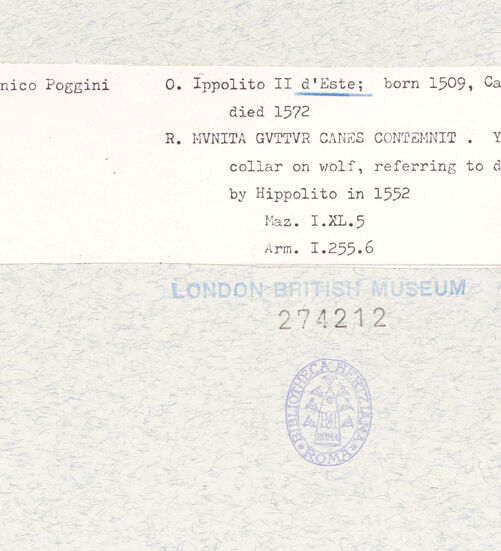 nico Poggini O. Ippolito II d'Este; born 1509, Ca
died 1572
R. MVNITA GVTTVR CANES CONTEMNIT . Y
collar on wolf, referring to d
by Hippolito in 1552
Maz. I.XL.5
Arm. I.255.6
LONDON BRITISH MUSEUM
274212
BIBLIOTHECA HERTZIANA
ROMA
* ROMA *